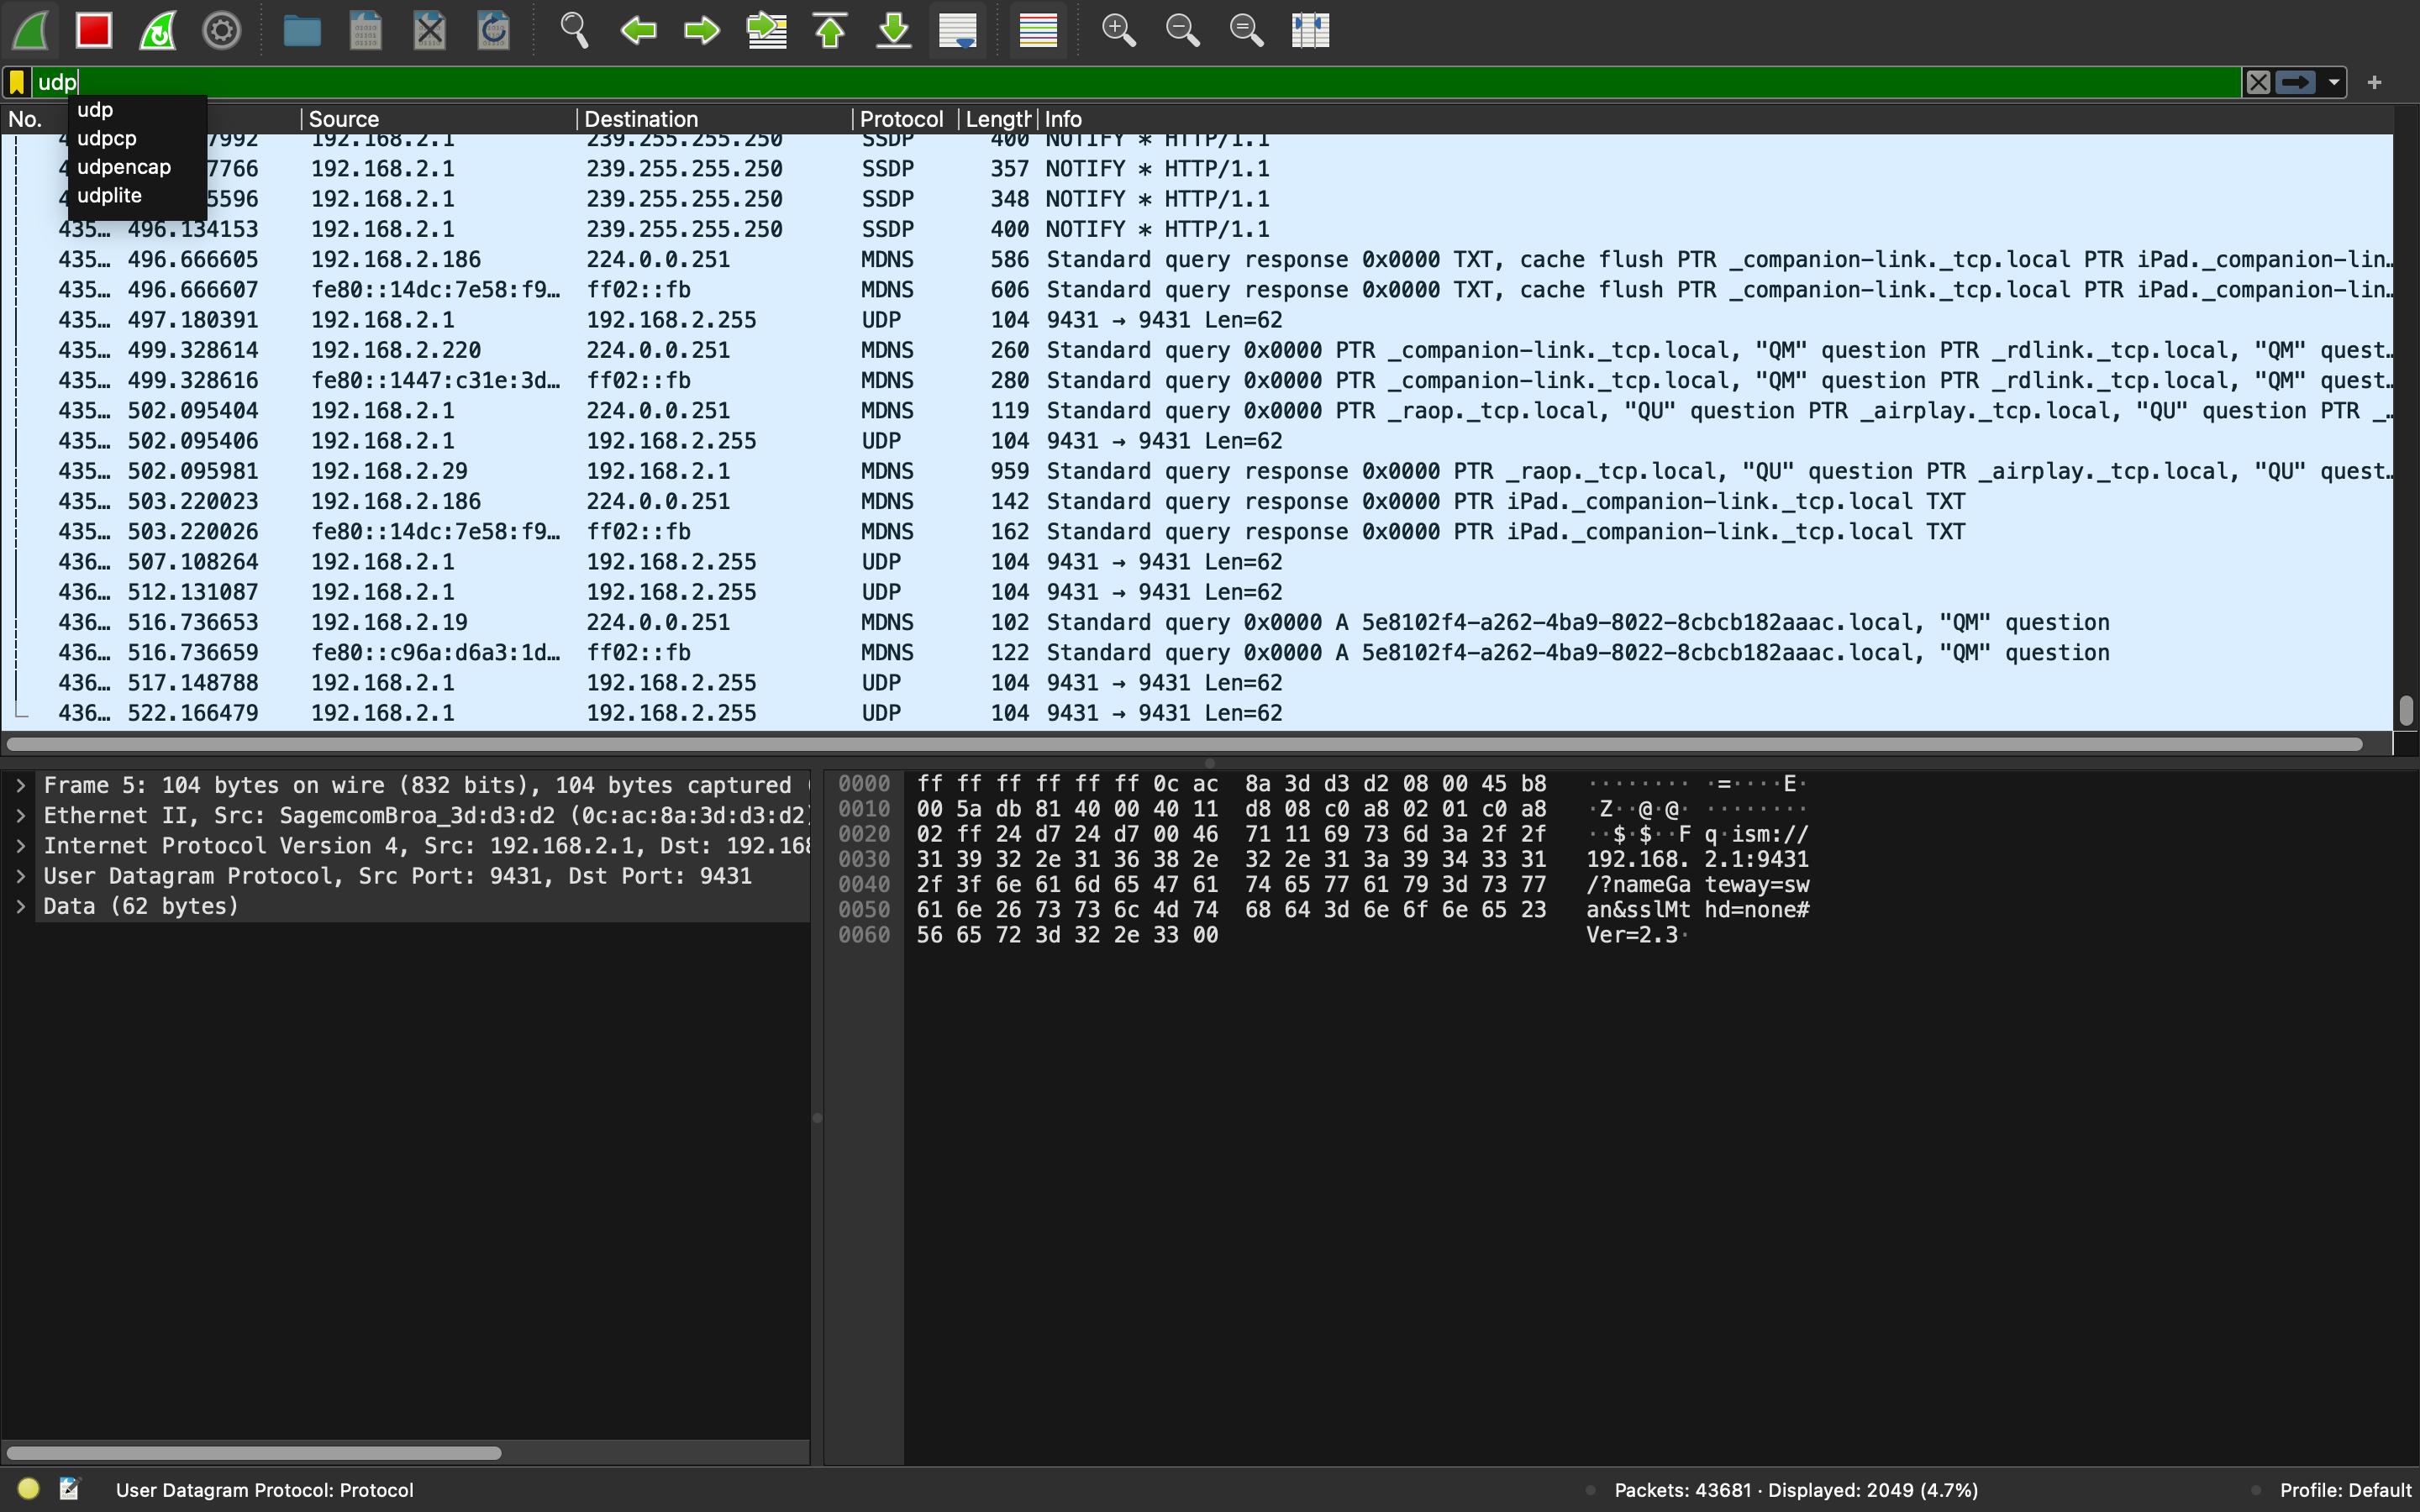 udp
udp
udpcp
udpencap
udplite
No. Source Destination Protocol Length Info
4 7992 192.168.2.1 239.255.255.250 SSDP 400 NOTIFY * HTTP/1.1
4 7766 192.168.2.1 239.255.255.250 SSDP 357 NOTIFY * HTTP/1.1
4 5596 192.168.2.1 239.255.255.250 SSDP 348 NOTIFY * HTTP/1.1
435… 496.134153 192.168.2.1 239.255.255.250 SSDP 400 NOTIFY * HTTP/1.1
435… 496.666605 192.168.2.186 224.0.0.251 MDNS 586 Standard query response 0x0000 TXT, cache flush PTR _companion-link._tcp.local PTR iPad._companion-lin…
435… 496.666607 fe80::14dc:7e58:f9… ff02::fb MDNS 606 Standard query response 0x0000 TXT, cache flush PTR _companion-link._tcp.local PTR iPad._companion-lin…
435… 497.180391 192.168.2.1 192.168.2.255 UDP 104 9431 → 9431 Len=62
435… 499.328614 192.168.2.220 224.0.0.251 MDNS 260 Standard query 0x0000 PTR _companion-link._tcp.local, "QM" question PTR _rdlink._tcp.local, "QM" quest…
435… 499.328616 fe80::1447:c31e:3d… ff02::fb MDNS 280 Standard query 0x0000 PTR _companion-link._tcp.local, "QM" question PTR _rdlink._tcp.local, "QM" quest…
435… 502.095404 192.168.2.1 224.0.0.251 MDNS 119 Standard query 0x0000 PTR _raop._tcp.local, "QU" question PTR _airplay._tcp.local, "QU" question PTR _…
435… 502.095406 192.168.2.1 192.168.2.255 UDP 104 9431 → 9431 Len=62
435… 502.095981 192.168.2.29 192.168.2.1 MDNS 959 Standard query response 0x0000 PTR _raop._tcp.local, "QU" question PTR _airplay._tcp.local, "QU" quest…
435… 503.220023 192.168.2.186 224.0.0.251 MDNS 142 Standard query response 0x0000 PTR iPad._companion-link._tcp.local TXT
435… 503.220026 fe80::14dc:7e58:f9… ff02::fb MDNS 162 Standard query response 0x0000 PTR iPad._companion-link._tcp.local TXT
436… 507.108264 192.168.2.1 192.168.2.255 UDP 104 9431 → 9431 Len=62
436… 512.131087 192.168.2.1 192.168.2.255 UDP 104 9431 → 9431 Len=62
436… 516.736653 192.168.2.19 224.0.0.251 MDNS 102 Standard query 0x0000 A 5e8102f4-a262-4ba9-8022-8cbcb182aaac.local, "QM" question
436… 516.736659 fe80::c96a:d6a3:1d… ff02::fb MDNS 122 Standard query 0x0000 A 5e8102f4-a262-4ba9-8022-8cbcb182aaac.local, "QM" question
436… 517.148788 192.168.2.1 192.168.2.255 UDP 104 9431 → 9431 Len=62
436… 522.166479 192.168.2.1 192.168.2.255 UDP 104 9431 → 9431 Len=62
Frame 5: 104 bytes on wire (832 bits), 104 bytes captured (
Ethernet II, Src: SagemcomBroa_3d:d3:d2 (0c:ac:8a:3d:d3:d2)
Internet Protocol Version 4, Src: 192.168.2.1, Dst: 192.168
User Datagram Protocol, Src Port: 9431, Dst Port: 9431
Data (62 bytes)
0000 ff ff ff ff ff ff 0c ac 8a 3d d3 d2 08 00 45 b8 ········ ·=····E·
0010 00 5a db 81 40 00 40 11 d8 08 c0 a8 02 01 c0 a8 ·Z··@·@· ········
0020 02 ff 24 d7 24 d7 00 46 71 11 69 73 6d 3a 2f 2f ··$·$··F q·ism://
0030 31 39 32 2e 31 36 38 2e 32 2e 31 3a 39 34 33 31 192.168. 2.1:9431
0040 2f 3f 6e 61 6d 65 47 61 74 65 77 61 79 3d 73 77 /?nameGa teway=sw
0050 61 6e 26 73 73 6c 4d 74 68 64 3d 6e 6f 6e 65 23 an&sslMt hd=none#
0060 56 65 72 3d 32 2e 33 00 Ver=2.3·
User Datagram Protocol: Protocol
Packets: 43681 · Displayed: 2049 (4.7%)
Profile: Default